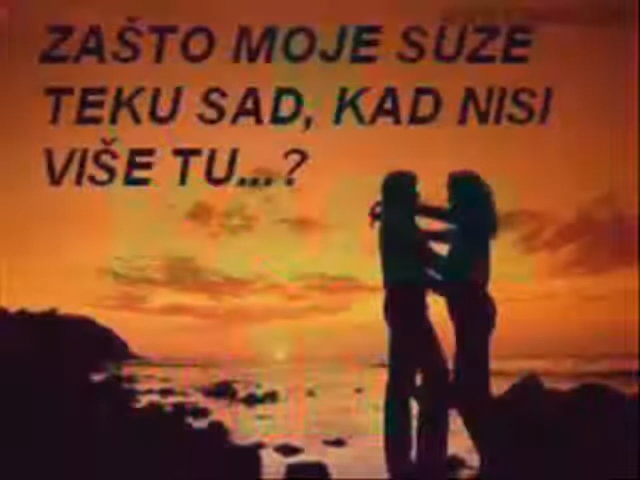 ZAŠTO MOJE SUZE
TEKU SAD, KAD NISI
VIŠE TU...?